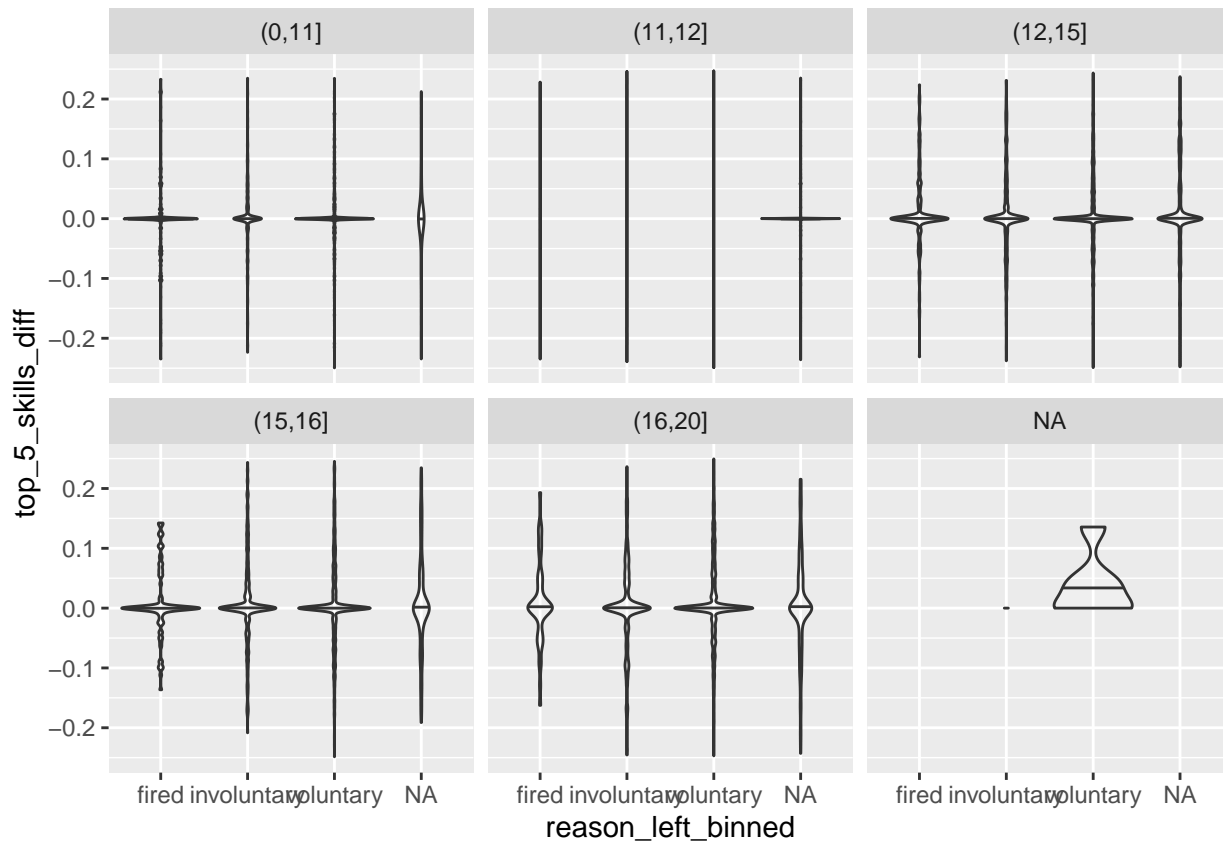 (0,11]
(11,12]
(12,15]
0.2
0.1
0.0
−0.1
−0.2
(15,16]
(16,20]
NA
0.2
0.1
0.0
−0.1
−0.2
fired involuntary voluntary NA
fired involuntary voluntary NA
fired involuntary voluntary NA
reason_left_binned
top_5_skills_diff